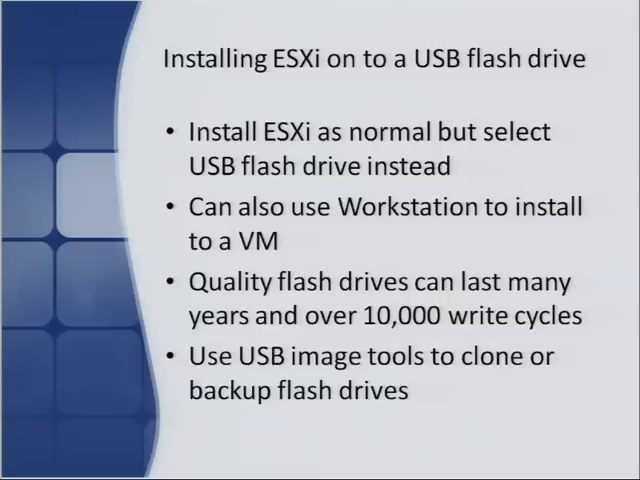 Installing ESXi on to a USB flash drive
• Install ESXi as normal but select
USB flash drive instead
• Can also use Workstation to install
to a VM
• Quality flash drives can last many
years and over 10,000 write cycles
• Use USB image tools to clone or
backup flash drives